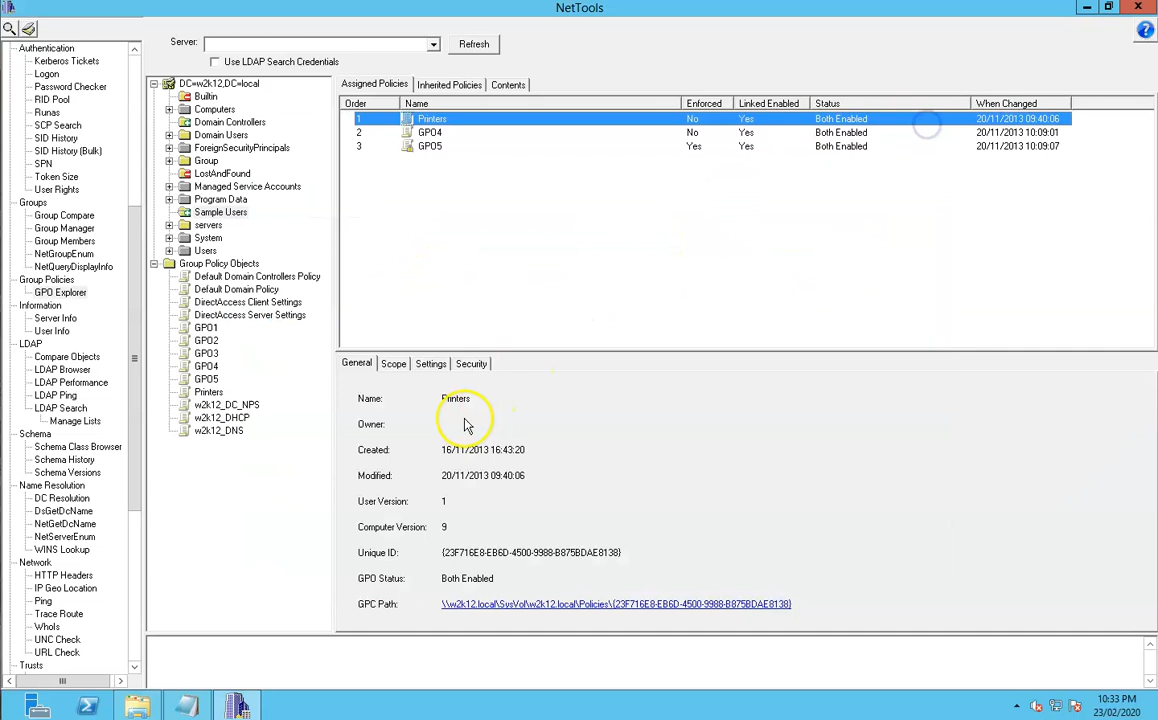 NetTools
Authentication
Kerberos Tickets
Logon
Password Checker
RID Pool
Runas
SCP Search
SID History
SID History (Bulk)
SPN
Token Size
User Rights
Groups
Group Compare
Group Manager
Group Members
NetGroupEnum
NetQueryDisplayInfo
Group Policies
GPO Explorer
Information
Server Info
User Info
LDAP
Compare Objects
LDAP Browser
LDAP Performance
LDAP Ping
LDAP Search
Manage Lists
Schema
Schema Class Browser
Schema History
Schema Versions
Name Resolution
DC Resolution
DsGetDcName
NetGetDcName
NetServerEnum
WINS Lookup
Network
HTTP Headers
IP Geo Location
Ping
Trace Route
WhoIs
UNC Check
URL Check
Trusts
Server: Refresh
Use LDAP Search Credentials
DC=w2k12,DC=local
Builtin
Computers
Domain Controllers
Domain Users
ForeignSecurityPrincipals
Group
LostAndFound
Managed Service Accounts
Program Data
Sample Users
servers
System
Users
Group Policy Objects
Default Domain Controllers Policy
Default Domain Policy
DirectAccess Client Settings
DirectAccess Server Settings
GPO1
GPO2
GPO3
GPO4
GPO5
Printers
w2k12_DC_NPS
w2k12_DHCP
w2k12_DNS
Assigned Policies Inherited Policies Contents
Order Name Enforced Linked Enabled Status When Changed
1 Printers No Yes Both Enabled 20/11/2013 09:40:06
2 GPO4 No Yes Both Enabled 20/11/2013 10:09:01
3 GPO5 Yes Yes Both Enabled 20/11/2013 10:09:07
General Scope Settings Security
Name: Printers
Owner:
Created: 16/11/2013 16:43:20
Modified: 20/11/2013 09:40:06
User Version: 1
Computer Version: 9
Unique ID: {23F716E8-EB6D-4500-9988-B875BDAE8138}
GPO Status: Both Enabled
GPC Path: \\w2k12.local\SysVol\w2k12.local\Policies\{23F716E8-EB6D-4500-9988-B875BDAE8138}
10:33 PM
23/02/2020